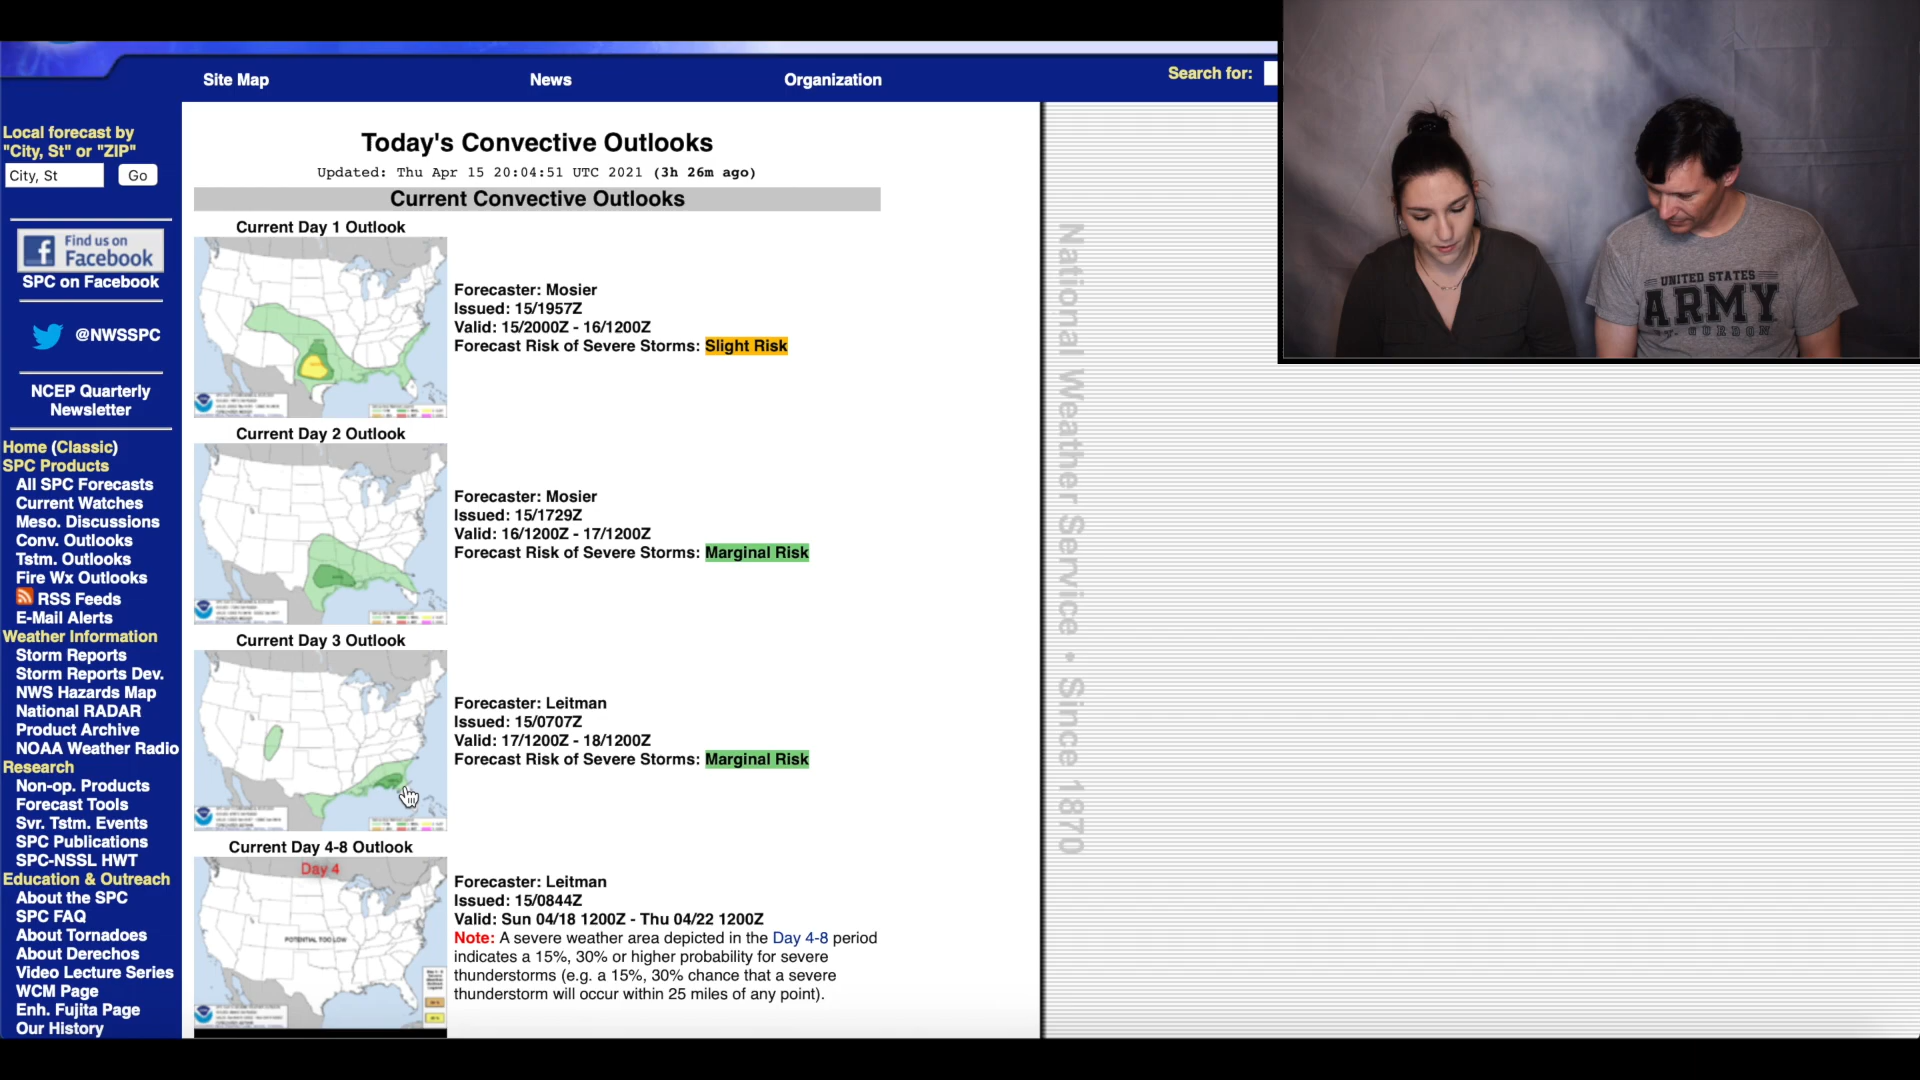 Site Map
News
Organization
Search for:
Local forecast by
"City, St" or "ZIP"
City, St
Go
Find us on
Facebook
SPC on Facebook
@NWSSPC
NCEP Quarterly
Newsletter
Home (Classic)
SPC Products
All SPC Forecasts
Current Watches
Meso. Discussions
Conv. Outlooks
Tstm. Outlooks
Fire Wx Outlooks
RSS Feeds
E-Mail Alerts
Weather Information
Storm Reports
Storm Reports Dev.
NWS Hazards Map
National RADAR
Product Archive
NOAA Weather Radio
Research
Non-op. Products
Forecast Tools
Svr. Tstm. Events
SPC Publications
SPC-NSSL HWT
Education & Outreach
About the SPC
SPC FAQ
About Tornadoes
About Derechos
Video Lecture Series
WCM Page
Enh. Fujita Page
Our History
Today's Convective Outlooks
Updated: Thu Apr 15 20:04:51 UTC 2021 (3h 26m ago)
Current Convective Outlooks
Current Day 1 Outlook
Forecaster: Mosier
Issued: 15/1957Z
Valid: 15/2000Z - 16/1200Z
Forecast Risk of Severe Storms: Slight Risk
Current Day 2 Outlook
Forecaster: Mosier
Issued: 15/1729Z
Valid: 16/1200Z - 17/1200Z
Forecast Risk of Severe Storms: Marginal Risk
Current Day 3 Outlook
Forecaster: Leitman
Issued: 15/0707Z
Valid: 17/1200Z - 18/1200Z
Forecast Risk of Severe Storms: Marginal Risk
Current Day 4-8 Outlook
Day 4
POTENTIAL TOO LOW
Forecaster: Leitman
Issued: 15/0844Z
Valid: Sun 04/18 1200Z - Thu 04/22 1200Z
Note: A severe weather area depicted in the Day 4-8 period
indicates a 15%, 30% or higher probability for severe
thunderstorms (e.g. a 15%, 30% chance that a severe
thunderstorm will occur within 25 miles of any point).
National Weather Service • Since 1870
UNITED STATES
ARMY
FT. GORDON